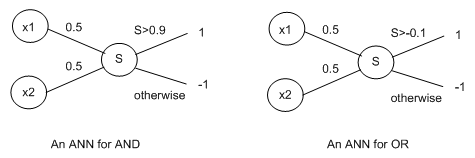 x1 0.5 S>0.9 1
S
x2 0.5 otherwise -1
An ANN for AND
x1 0.5 S>-0.1 1
S
x2 0.5 otherwise -1
An ANN for OR